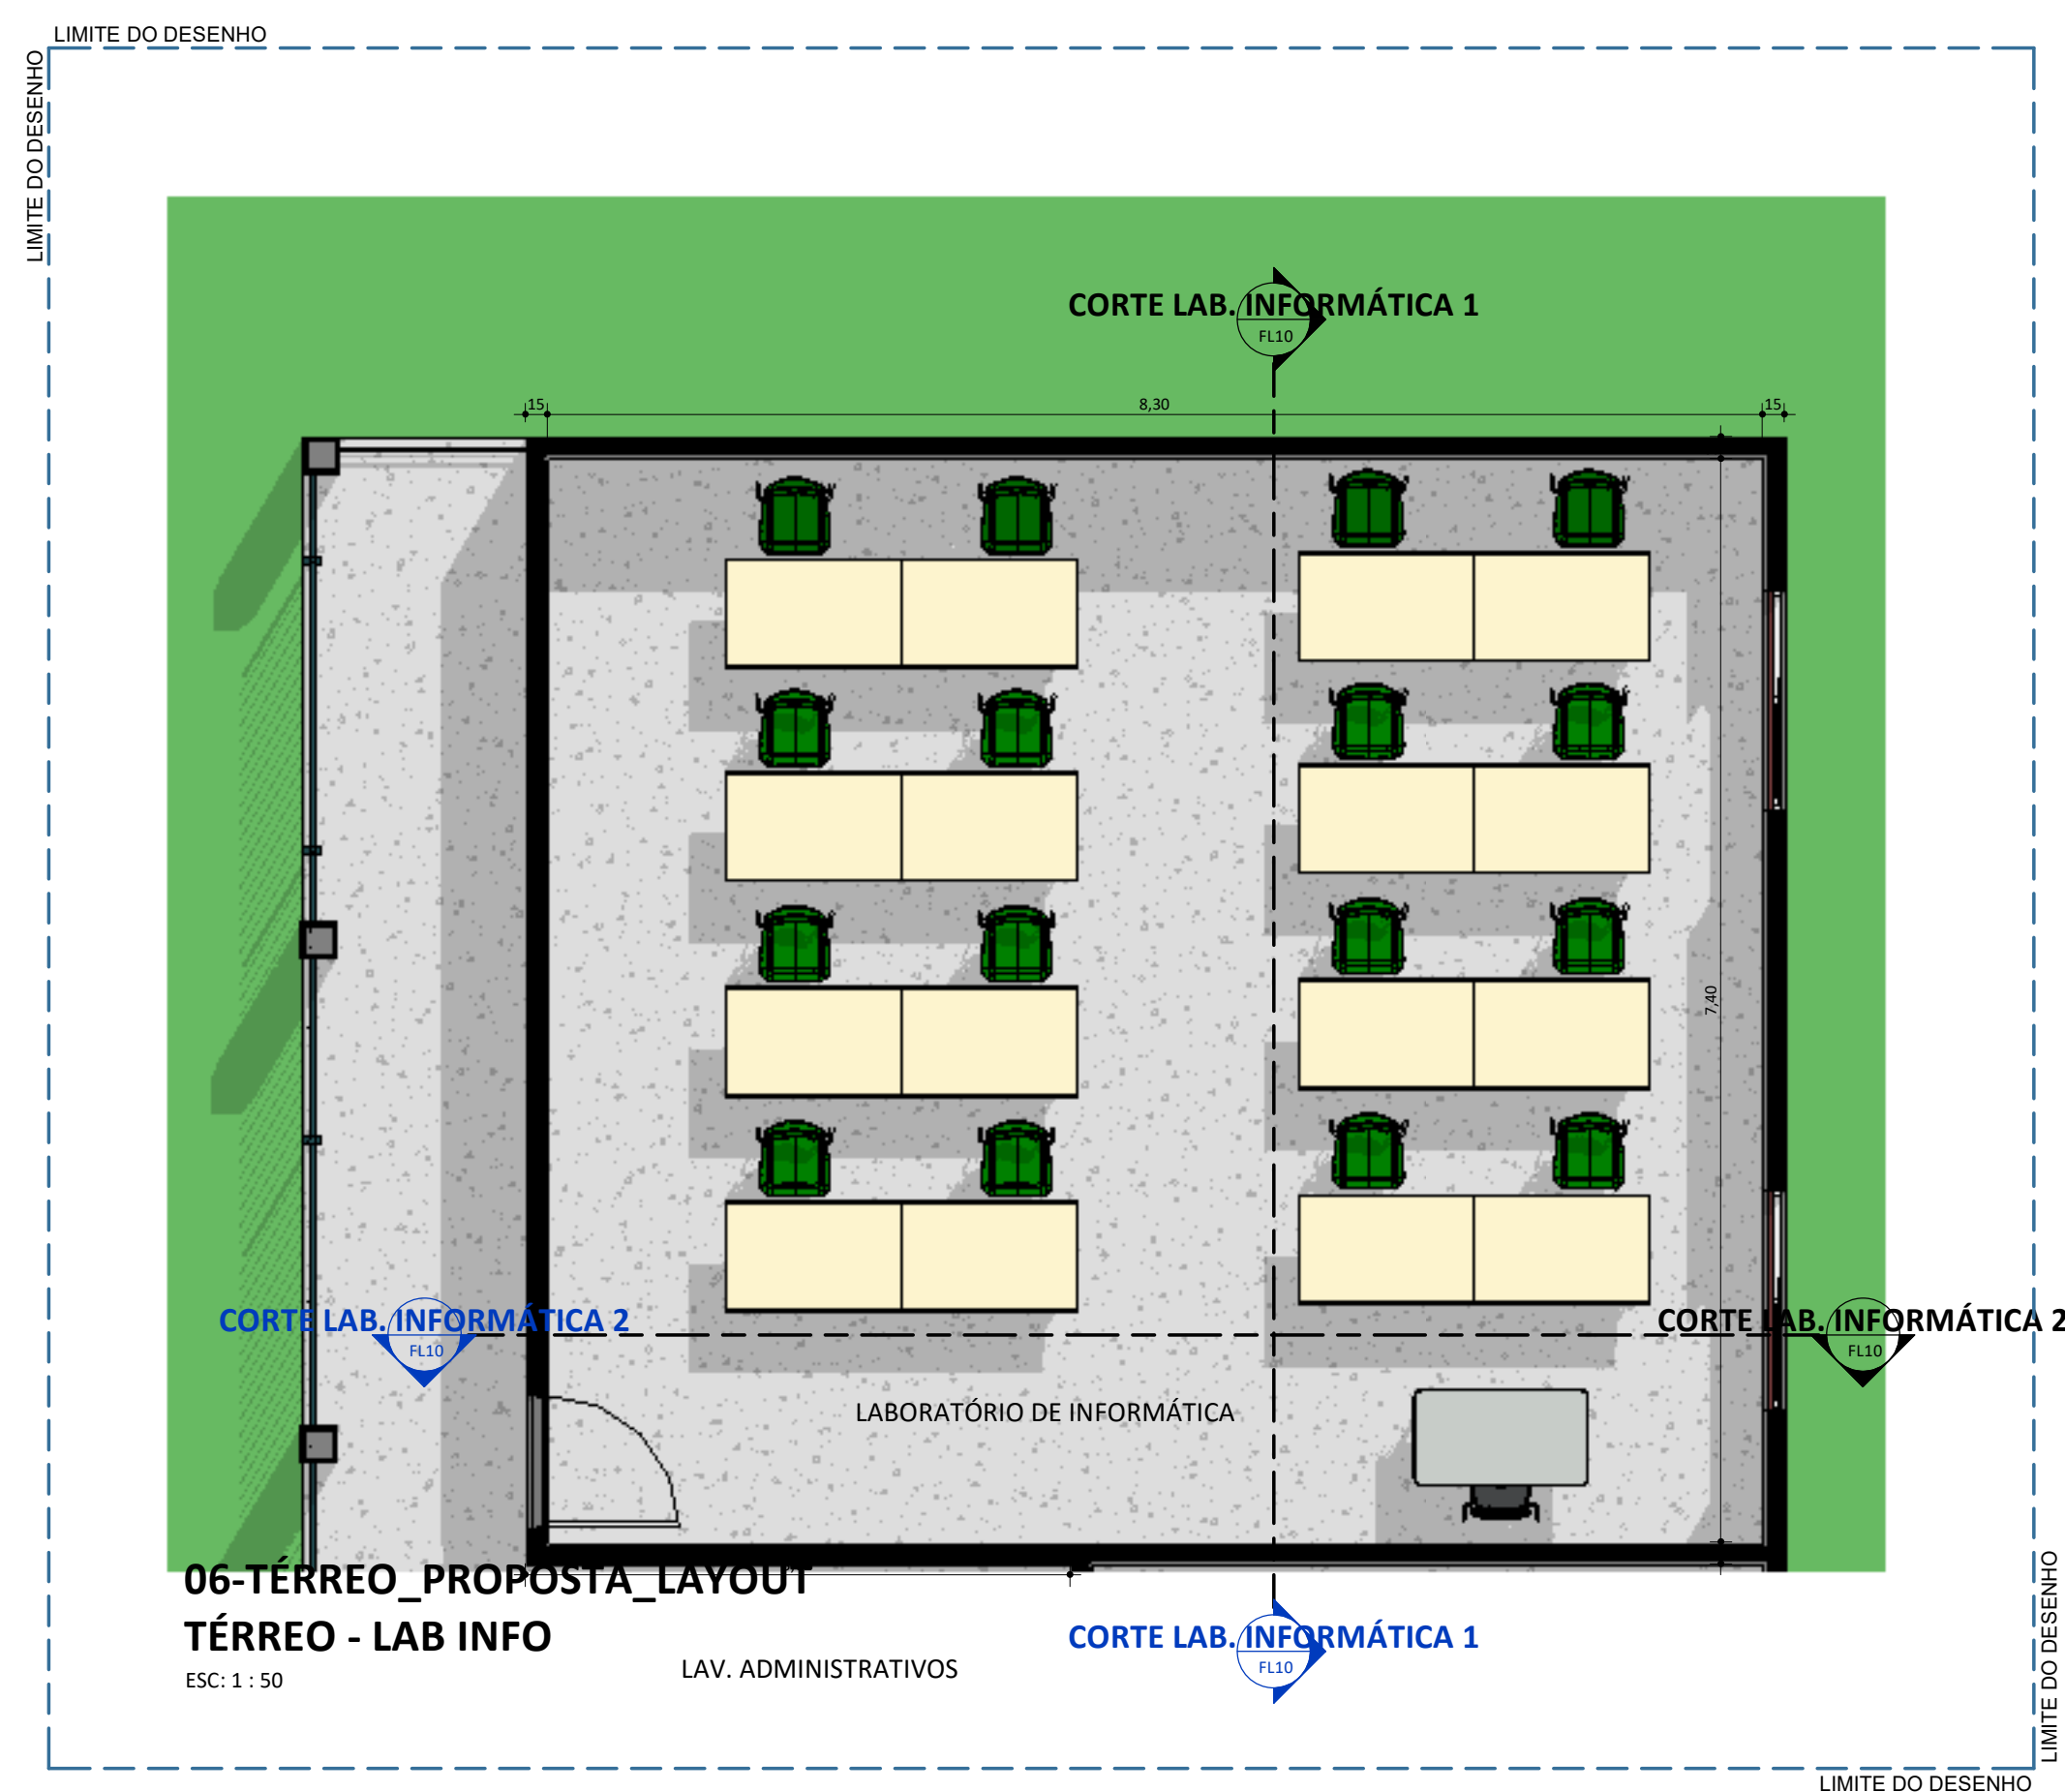 LIMITE DO DESENHO
LIMITE DO DESENHO
CORTE LAB. INFORMÁTICA 1
FL10
15
8,30
15
7,40
CORTE LAB. INFORMÁTICA 2
FL10
CORTE LAB. INFORMÁTICA 2
FL10
LABORATÓRIO DE INFORMÁTICA
06-TÉRREO_PROPOSTA_LAYOUT
TÉRREO - LAB INFO
ESC: 1 : 50
LAV. ADMINISTRATIVOS
CORTE LAB. INFORMÁTICA 1
FL10
LIMITE DO DESENHO
LIMITE DO DESENHO